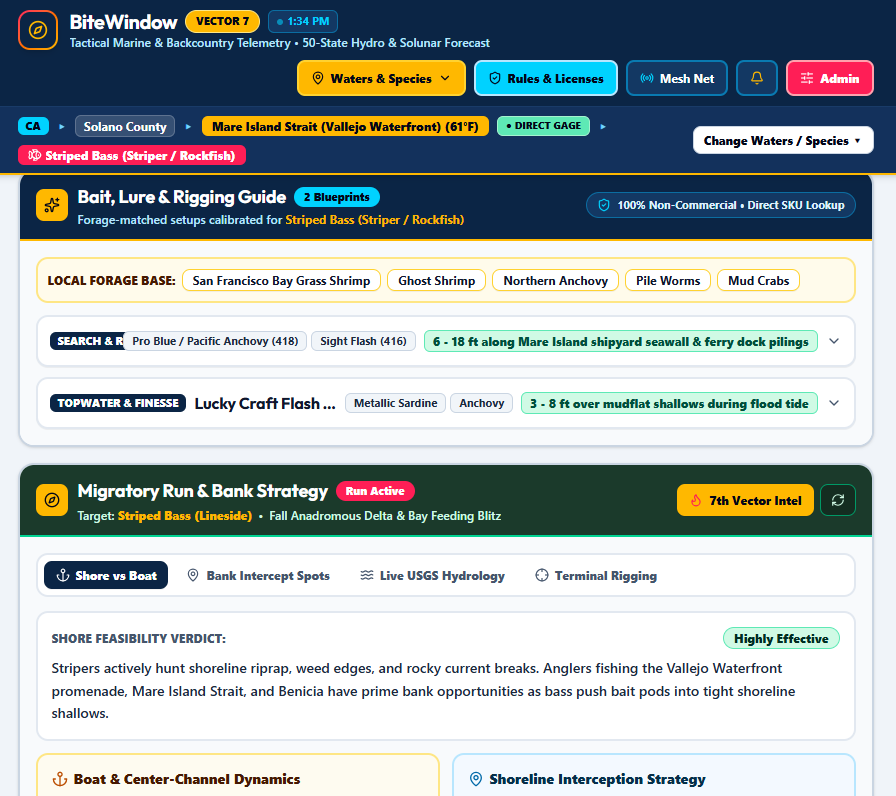 BiteWindow VECTOR 7 1:34 PM
Tactical Marine & Backcountry Telemetry • 50-State Hydro & Solunar Forecast
Waters & Species Rules & Licenses Mesh Net Admin
CA ▸ Solano County ▸ Mare Island Strait (Vallejo Waterfront) (61°F) • DIRECT GAGE ▸
Striped Bass (Striper / Rockfish)
Change Waters / Species ▾
Bait, Lure & Rigging Guide 2 Blueprints
Forage-matched setups calibrated for Striped Bass (Striper / Rockfish)
100% Non-Commercial • Direct SKU Lookup
LOCAL FORAGE BASE: San Francisco Bay Grass Shrimp Ghost Shrimp Northern Anchovy Pile Worms Mud Crabs
SEARCH & Pro Blue / Pacific Anchovy (418) Sight Flash (416) 6 - 18 ft along Mare Island shipyard seawall & ferry dock pilings
TOPWATER & FINESSE Lucky Craft Flash ... Metallic Sardine Anchovy 3 - 8 ft over mudflat shallows during flood tide
Migratory Run & Bank Strategy Run Active
Target: Striped Bass (Lineside) • Fall Anadromous Delta & Bay Feeding Blitz
7th Vector Intel
Shore vs Boat Bank Intercept Spots Live USGS Hydrology Terminal Rigging
SHORE FEASIBILITY VERDICT: Highly Effective
Stripers actively hunt shoreline riprap, weed edges, and rocky current breaks. Anglers fishing the Vallejo Waterfront
promenade, Mare Island Strait, and Benicia have prime bank opportunities as bass push bait pods into tight shoreline
shallows.
Boat & Center-Channel Dynamics Shoreline Interception Strategy